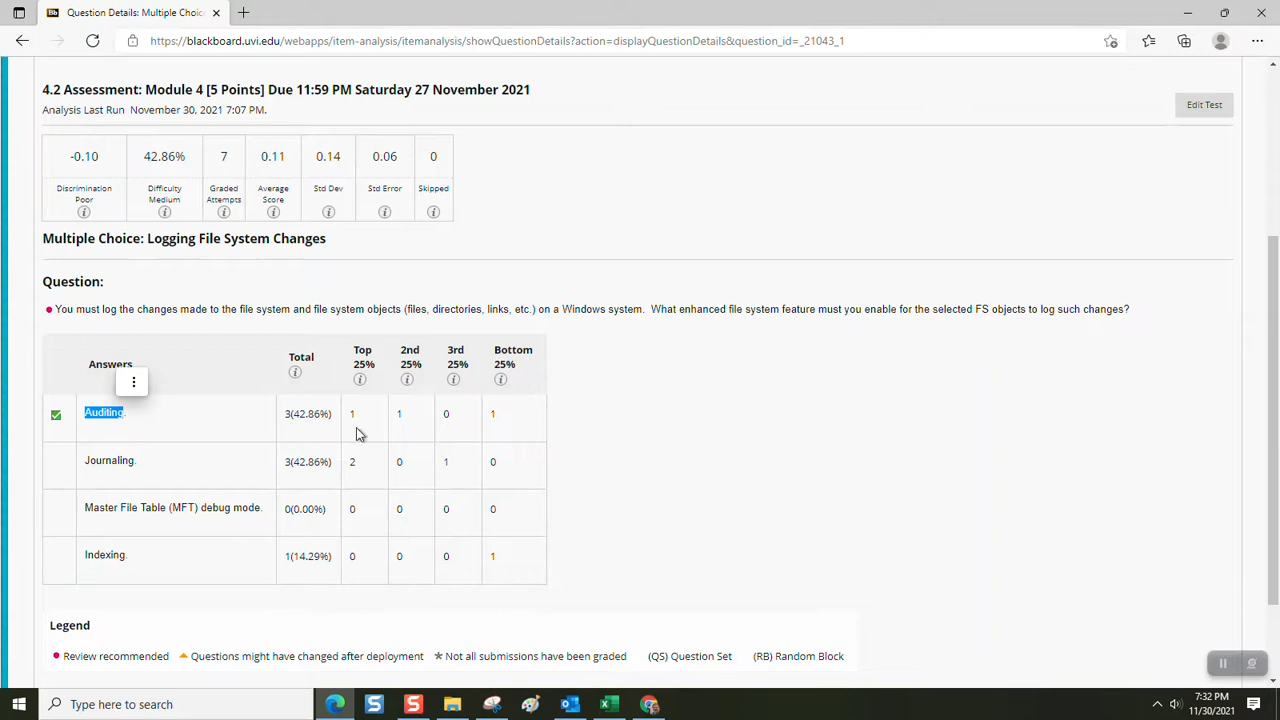 Question Details: Multiple Choic
https://blackboard.uvi.edu/webapps/item-analysis/itemanalysis/showQuestionDetails?action=displayQuestionDetails&question_id=_21043_1
4.2 Assessment: Module 4 [5 Points] Due 11:59 PM Saturday 27 November 2021
Analysis Last Run November 30, 2021 7:07 PM.
Edit Test
-0.10 42.86% 7 0.11 0.14 0.06 0
Discrimination Difficulty Graded Average Std Dev Std Error Skipped
Poor Medium Attempts Score
Multiple Choice: Logging File System Changes
Question:
You must log the changes made to the file system and file system objects (files, directories, links, etc.) on a Windows system. What enhanced file system feature must you enable for the selected FS objects to log such changes?
Answers Total Top 25% 2nd 25% 3rd 25% Bottom 25%
Auditing. 3(42.86%) 1 1 0 1
Journaling. 3(42.86%) 2 0 1 0
Master File Table (MFT) debug mode. 0(0.00%) 0 0 0 0
Indexing. 1(14.29%) 0 0 0 1
Legend
Review recommended Questions might have changed after deployment * Not all submissions have been graded (QS) Question Set (RB) Random Block
Type here to search
7:32 PM
11/30/2021